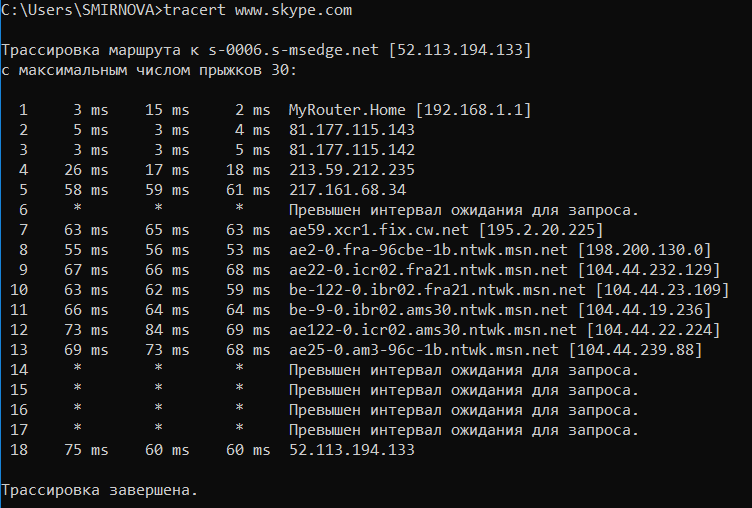 C:\Users\SMIRNOVA>tracert www.skype.com
Трассировка маршрута к s-0006.s-msedge.net [52.113.194.133]
с максимальным числом прыжков 30:
1 3 ms 15 ms 2 ms MyRouter.Home [192.168.1.1]
2 5 ms 3 ms 4 ms 81.177.115.143
3 3 ms 3 ms 5 ms 81.177.115.142
4 26 ms 17 ms 18 ms 213.59.212.235
5 58 ms 59 ms 61 ms 217.161.68.34
6 * * * Превышен интервал ожидания для запроса.
7 63 ms 65 ms 63 ms ae59.xcr1.fix.cw.net [195.2.20.225]
8 55 ms 56 ms 53 ms ae2-0.fra-96cbe-1b.ntwk.msn.net [198.200.130.0]
9 67 ms 66 ms 68 ms ae22-0.icr02.fra21.ntwk.msn.net [104.44.232.129]
10 63 ms 62 ms 59 ms be-122-0.ibr02.fra21.ntwk.msn.net [104.44.23.109]
11 66 ms 64 ms 64 ms be-9-0.ibr02.ams30.ntwk.msn.net [104.44.19.236]
12 73 ms 84 ms 69 ms ae122-0.icr02.ams30.ntwk.msn.net [104.44.22.224]
13 69 ms 73 ms 68 ms ae25-0.am3-96c-1b.ntwk.msn.net [104.44.239.88]
14 * * * Превышен интервал ожидания для запроса.
15 * * * Превышен интервал ожидания для запроса.
16 * * * Превышен интервал ожидания для запроса.
17 * * * Превышен интервал ожидания для запроса.
18 75 ms 60 ms 60 ms 52.113.194.133
Трассировка завершена.